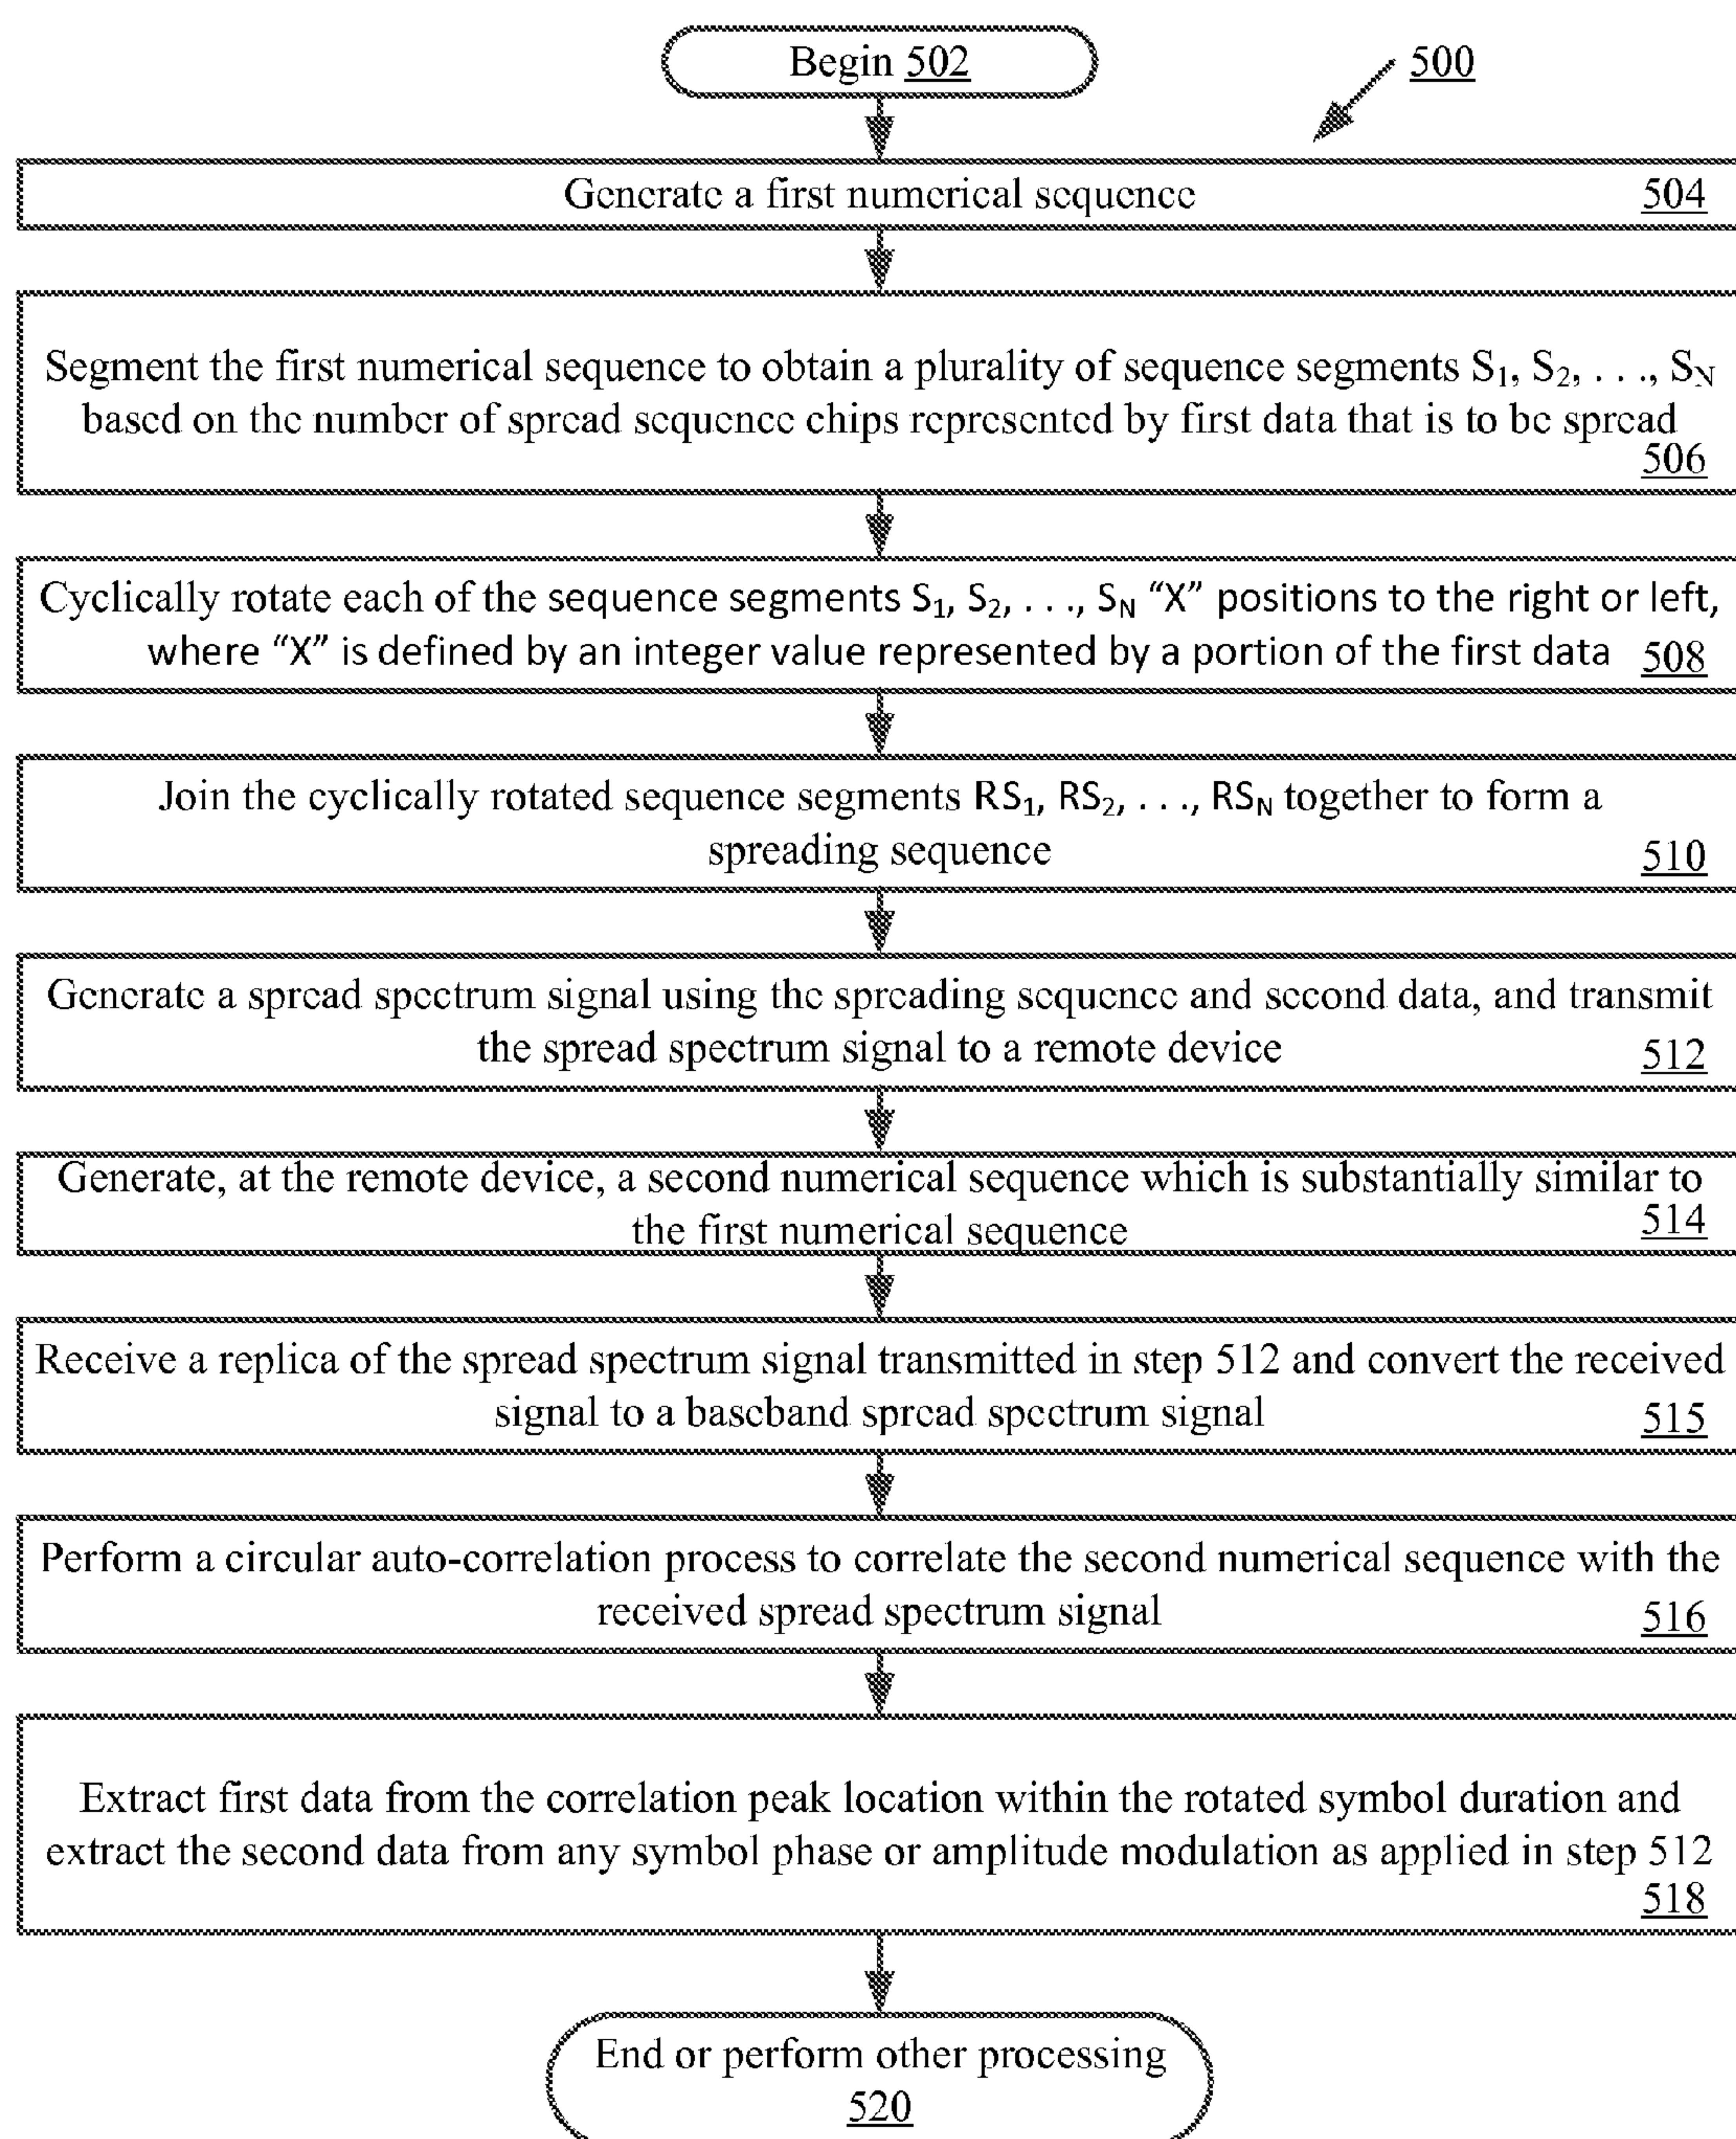 Begin 502
500
Generate a first numerical sequence 504
Segment the first numerical sequence to obtain a plurality of sequence segments S₁, S₂, . . ., S_N
based on the number of spread sequence chips represented by first data that is to be spread
506
Cyclically rotate each of the sequence segments S₁, S₂, . . ., S_N “X” positions to the right or left,
where “X” is defined by an integer value represented by a portion of the first data 508
Join the cyclically rotated sequence segments RS₁, RS₂, . . ., RS_N together to form a
spreading sequence 510
Generate a spread spectrum signal using the spreading sequence and second data, and transmit
the spread spectrum signal to a remote device 512
Generate, at the remote device, a second numerical sequence which is substantially similar to
the first numerical sequence 514
Receive a replica of the spread spectrum signal transmitted in step 512 and convert the received
signal to a baseband spread spectrum signal 515
Perform a circular auto-correlation process to correlate the second numerical sequence with the
received spread spectrum signal 516
Extract first data from the correlation peak location within the rotated symbol duration and
extract the second data from any symbol phase or amplitude modulation as applied in step 512
518
End or perform other processing
520